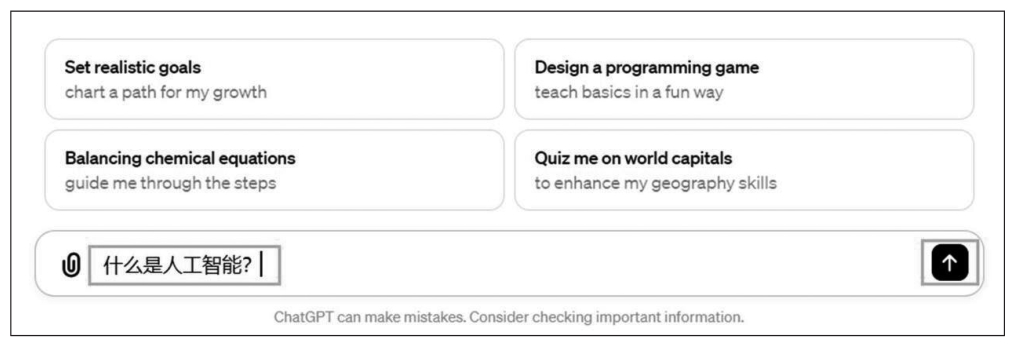 Set realistic goals
chart a path for my growth
Design a programming game
teach basics in a fun way
Balancing chemical equations
guide me through the steps
Quiz me on world capitals
to enhance my geography skills
什么是人工智能?
ChatGPT can make mistakes. Consider checking important information.